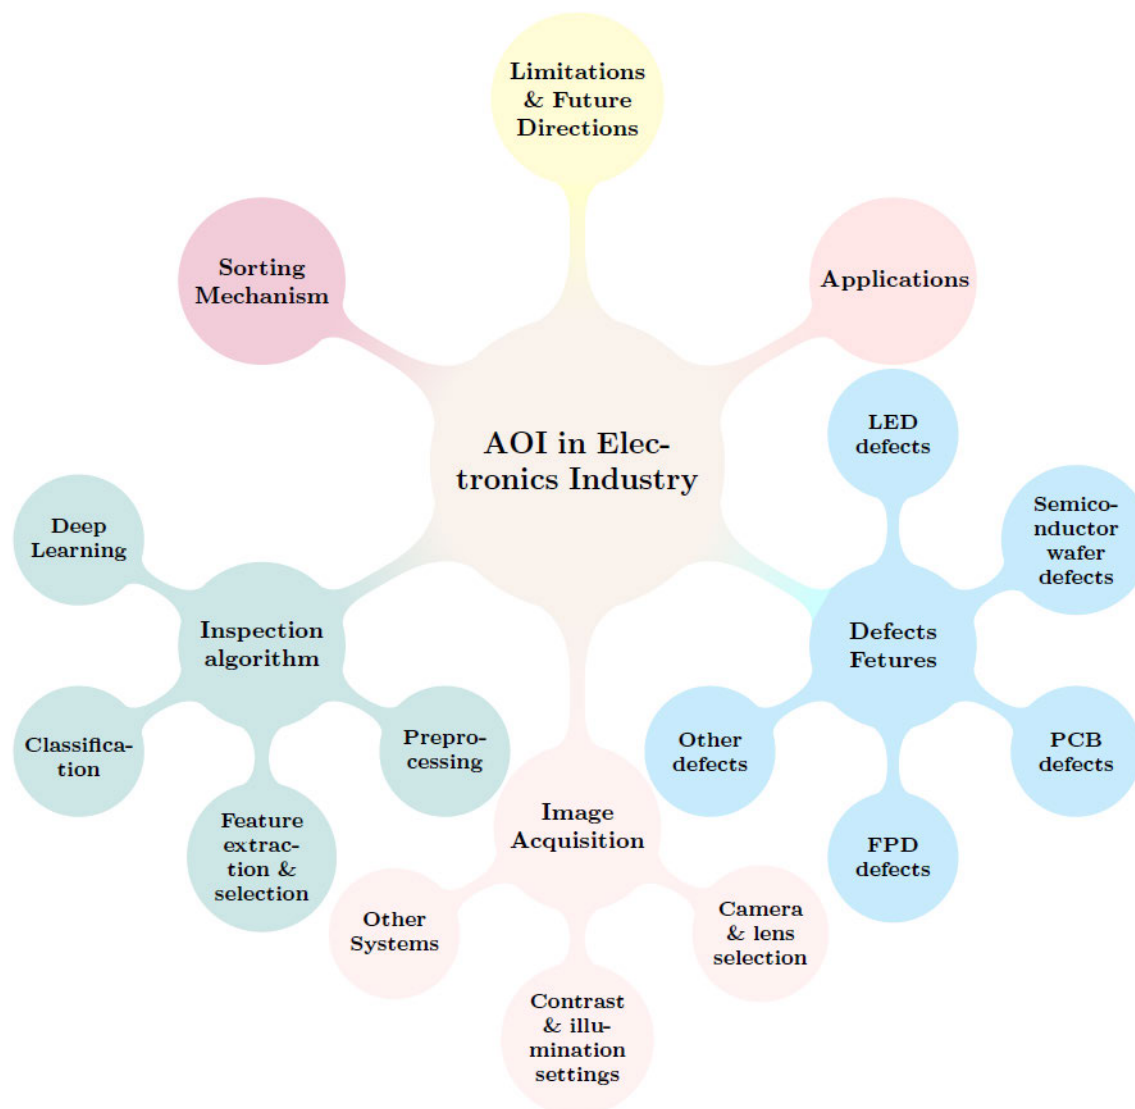 Limitations
& Future
Directions
Sorting
Mechanism
Applications
AOI in Elec-
tronics Industry
LED
defects
Semico-
nductor
wafer
defects
Deep
Learning
Inspection
algorithm
Defects
Fetures
Classifica-
tion
Prepro-
cessing
Feature
extrac-
tion &
selection
Other
defects
PCB
defects
FPD
defects
Image
Acquisition
Other
Systems
Camera
& lens
selection
Contrast
& illu-
mination
settings